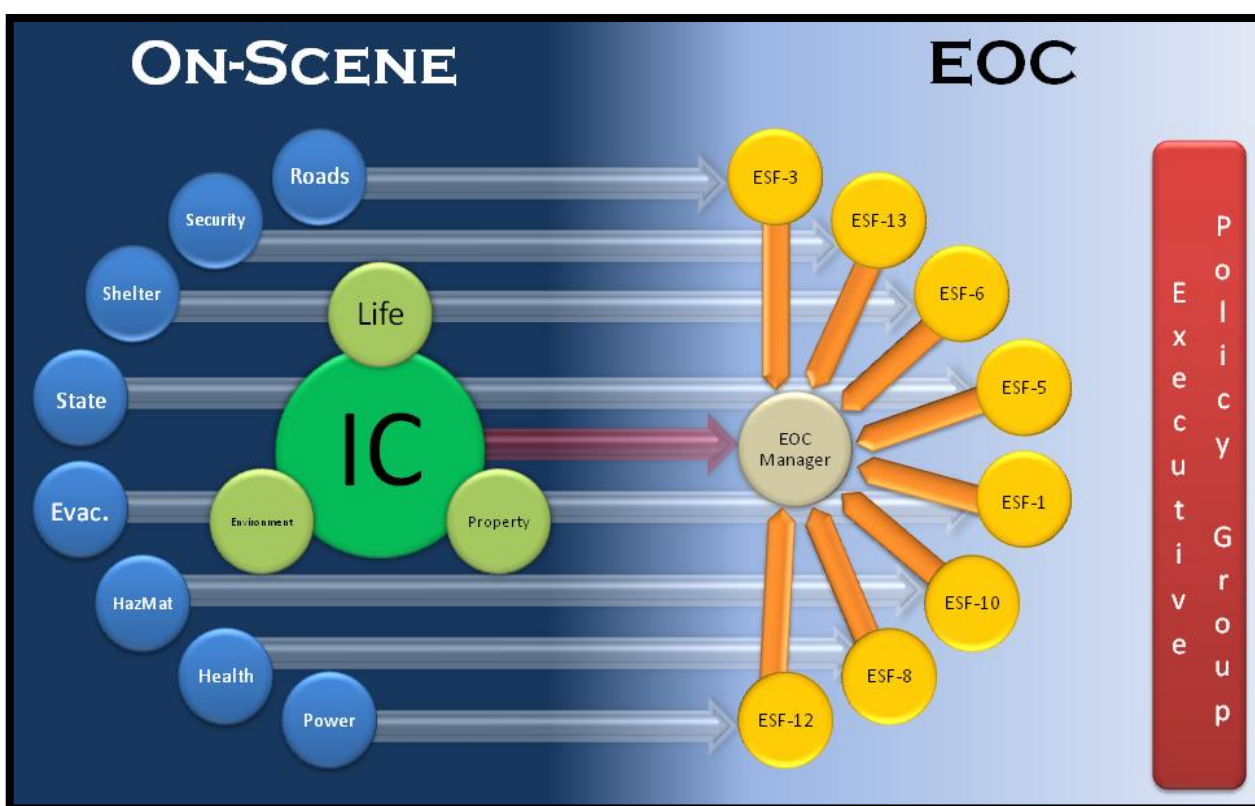 ON-SCENE
EOC
Roads
Security
Shelter
State
Evac.
HazMat
Health
Power
Life
IC
Environment
Property
ESF-3
ESF-13
ESF-6
ESF-5
ESF-1
ESF-10
ESF-8
ESF-12
EOC
Manager
Executive
Policy Group